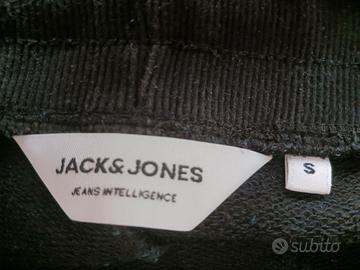 JACK & JONES
JEANS INTELLIGENCE
S
subito